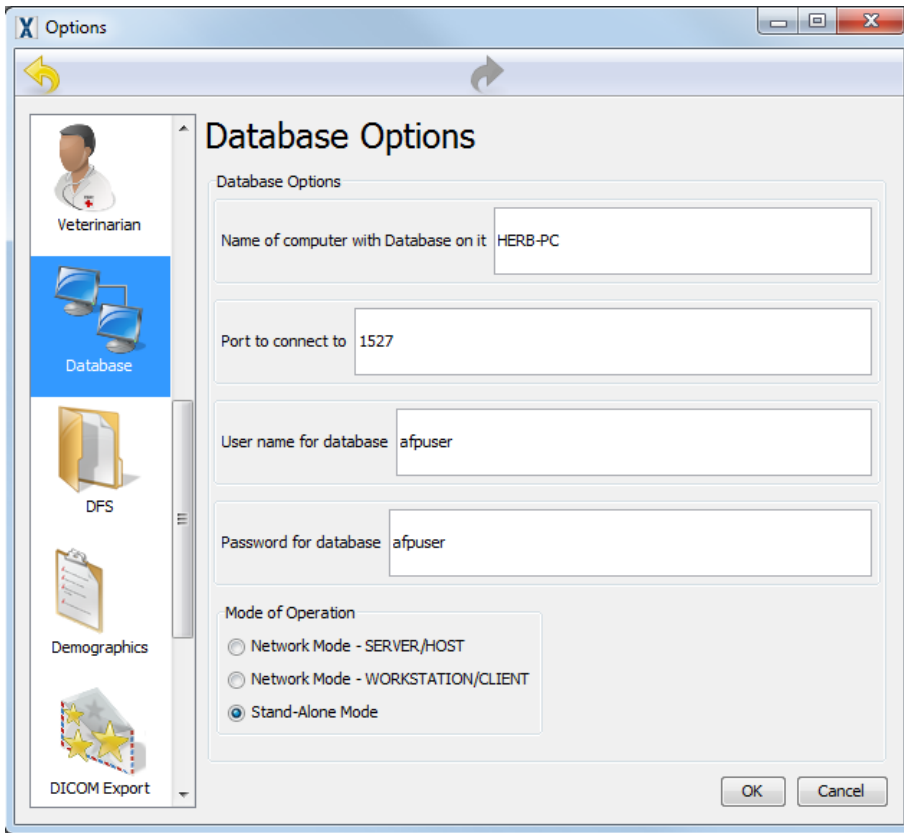 Options
Veterinarian
Database
DFS
Demographics
DICOM Export
Database Options
Database Options
Name of computer with Database on it HERB-PC
Port to connect to 1527
User name for database afpuser
Password for database afpuser
Mode of Operation
Network Mode - SERVER/HOST
Network Mode - WORKSTATION/CLIENT
Stand-Alone Mode
OK Cancel